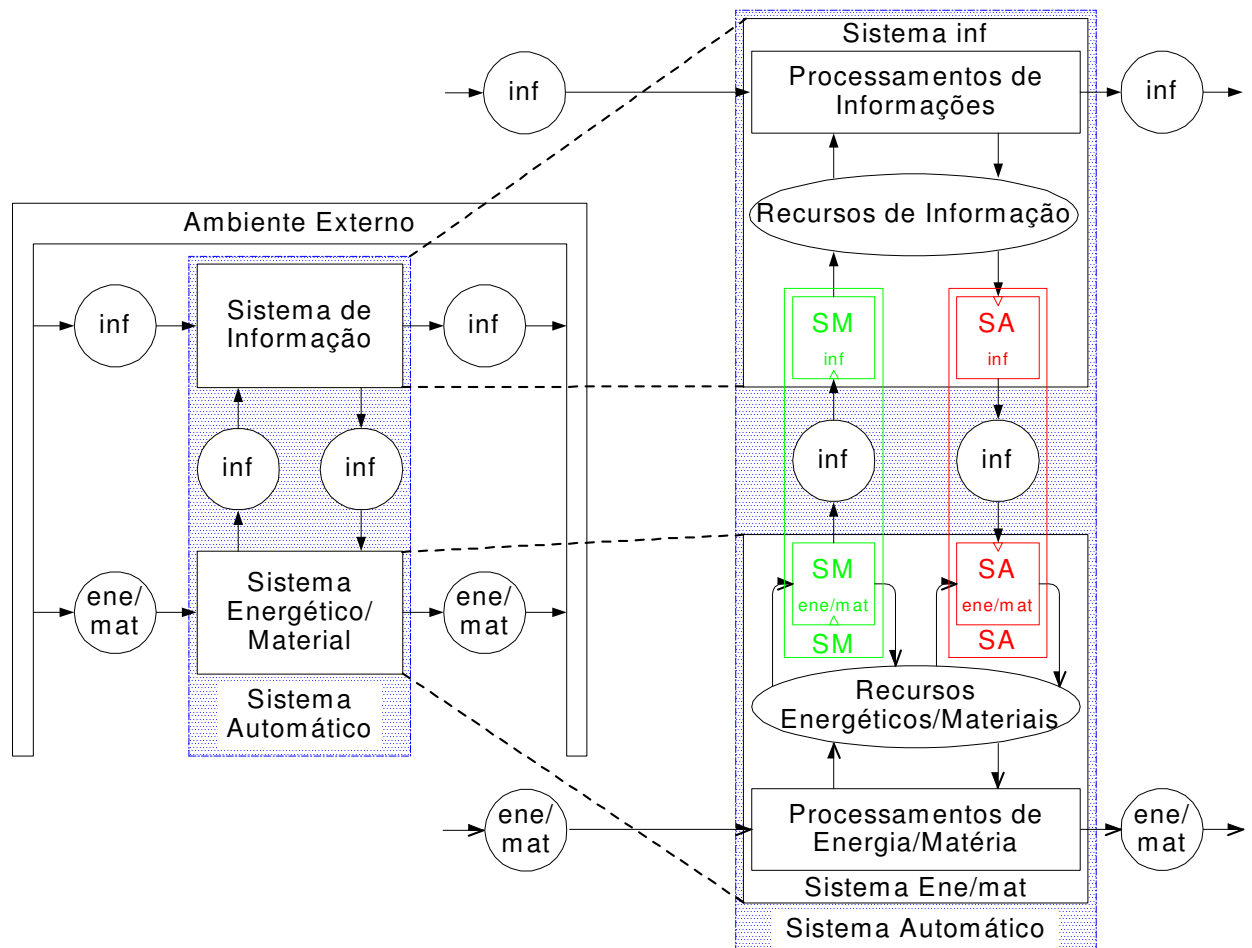 Ambiente Externo
inf
Sistema de
Informação
inf
inf
inf
ene/
mat
Sistema
Energético/
Material
ene/
mat
Sistema
Automático
Sistema inf
inf
Processamentos de
Informações
inf
Recursos de Informação
SM
inf
SA
inf
inf
inf
SM
ene/mat
SM
SA
ene/mat
SA
Recursos
Energéticos/Materiais
ene/
mat
Processamentos de
Energia/Matéria
ene/
mat
Sistema Ene/mat
Sistema Automático